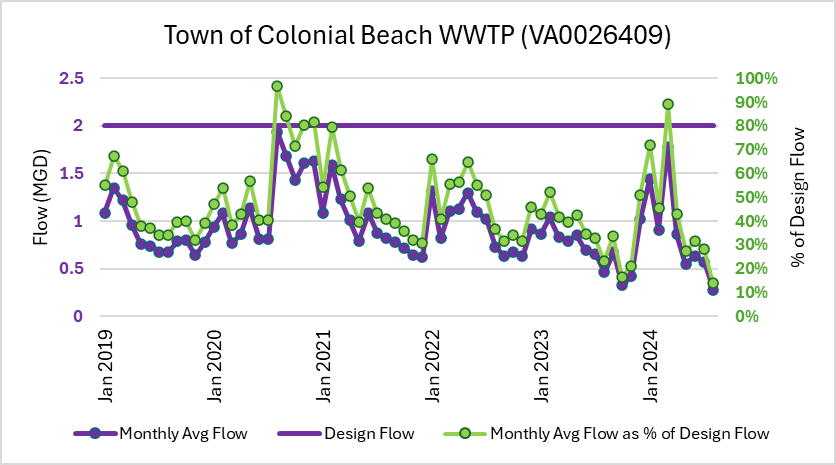 Town of Colonial Beach WWTP (VA0026409)
2.5
2
1.5
1
0.5
0
Flow (MGD)
100%
90%
80%
70%
60%
50%
40%
30%
20%
10%
0%
% of Design Flow
Jan 2019
Jan 2020
Jan 2021
Jan 2022
Jan 2023
Jan 2024
Monthly Avg Flow
Design Flow
Monthly Avg Flow as % of Design Flow